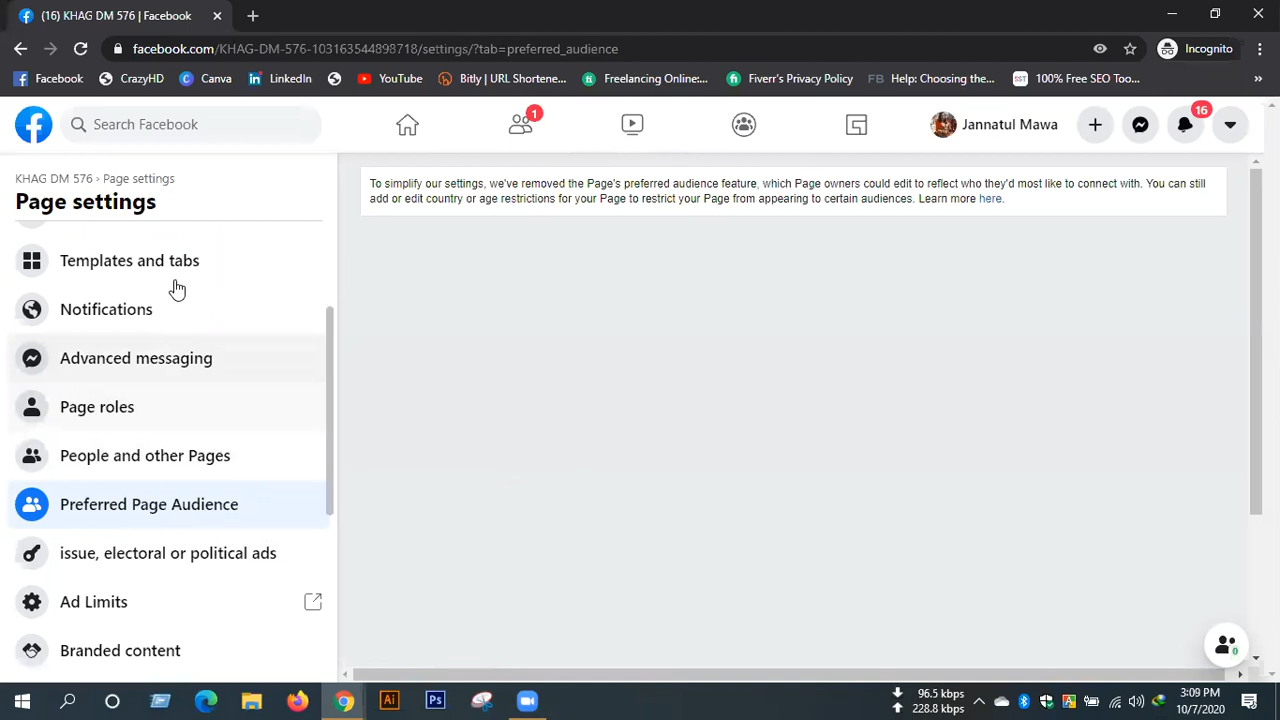 (16) KHAG DM 576 | Facebook
facebook.com/KHAG-DM-576-103163544898718/settings/?tab=preferred_audience
Incognito
Facebook CrazyHD Canva LinkedIn YouTube Bitly | URL Shortene... Freelancing Online:... Fiverr's Privacy Policy FB Help: Choosing the... SST 100% Free SEO Too... »
Search Facebook
1
Jannatul Mawa
16
KHAG DM 576 › Page settings
Page settings
Templates and tabs
Notifications
Advanced messaging
Page roles
People and other Pages
Preferred Page Audience
issue, electoral or political ads
Ad Limits
Branded content
To simplify our settings, we've removed the Page's preferred audience feature, which Page owners could edit to reflect who they'd most like to connect with. You can still
add or edit country or age restrictions for your Page to restrict your Page from appearing to certain audiences. Learn more here.
0
Ai
Ps
96.5 kbps
228.8 kbps
3:09 PM
10/7/2020